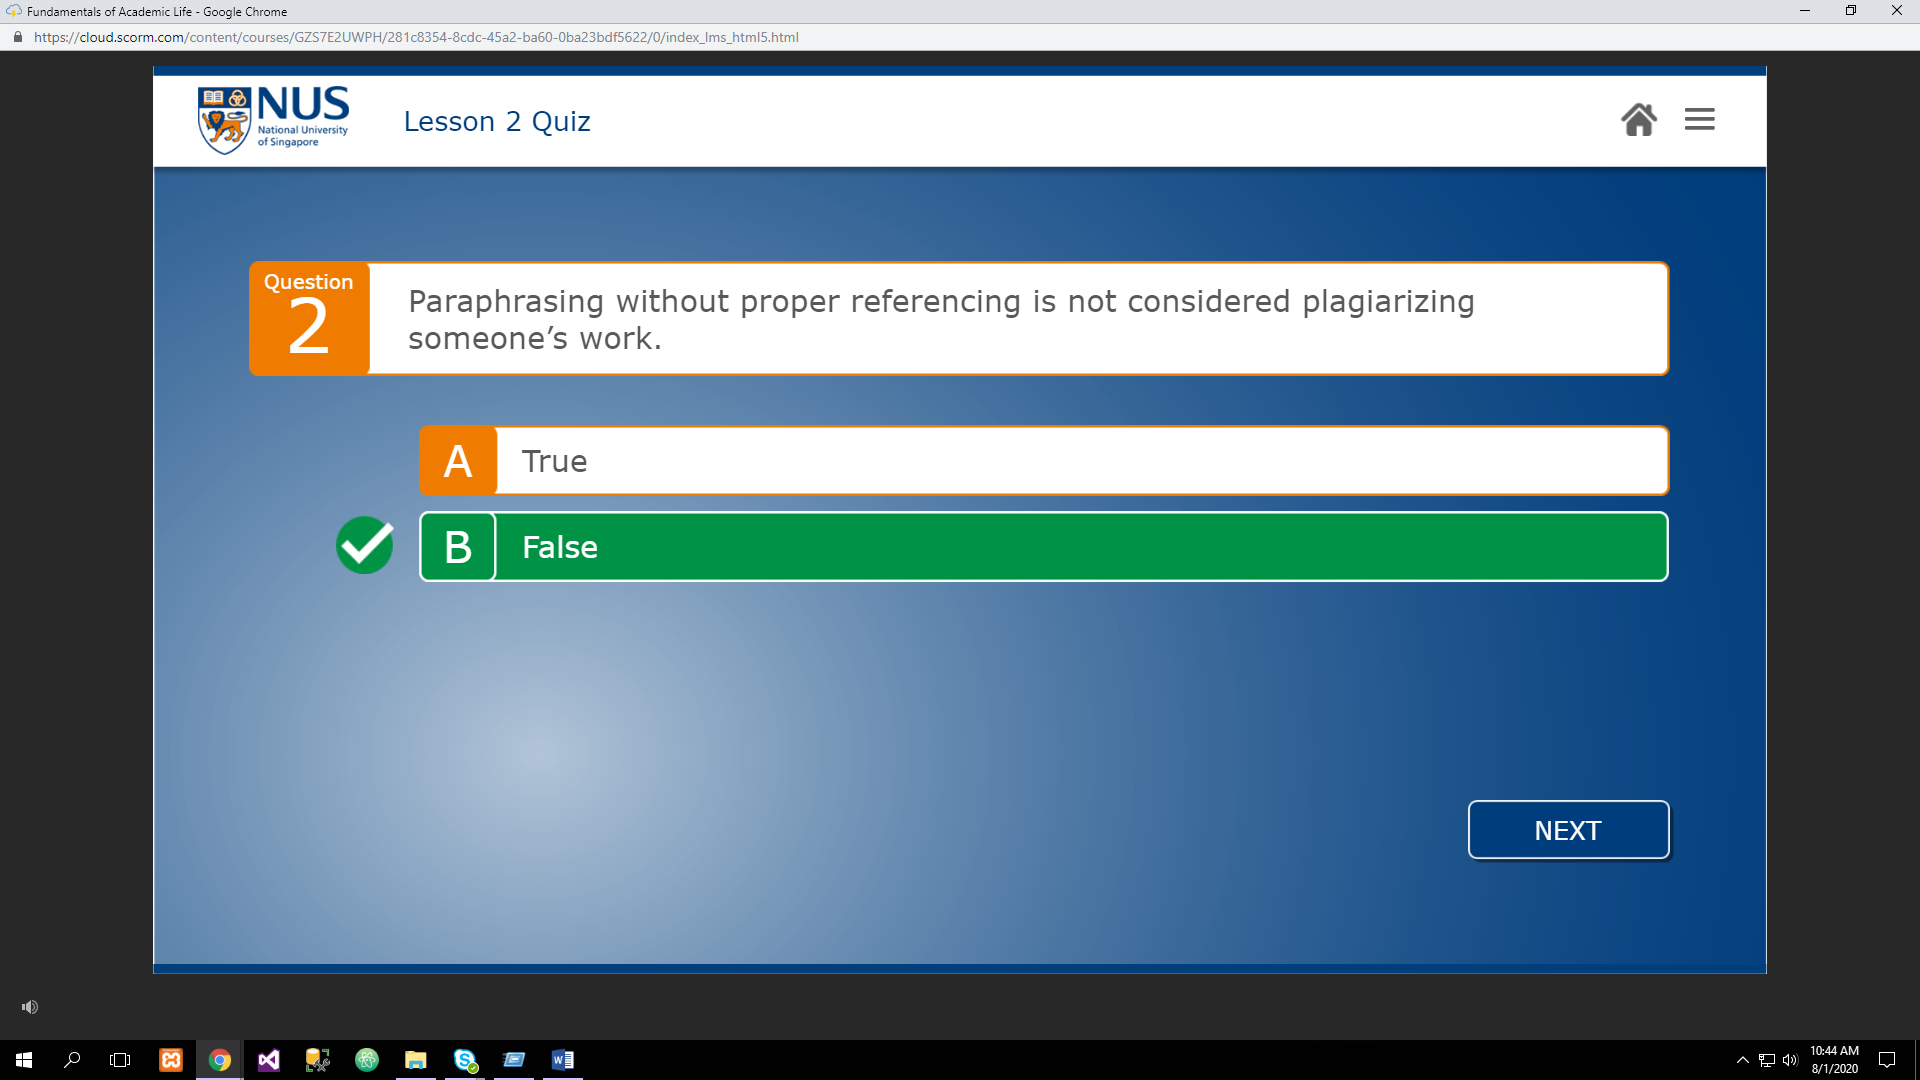 Fundamentals of Academic Life - Google Chrome
https://cloud.scorm.com/content/courses/GZS7E2UWPH/281c8354-8cdc-45a2-ba60-0ba23bdf5622/0/index_lms_html5.html
NUS
National University
of Singapore
Lesson 2 Quiz
Question
2
Paraphrasing without proper referencing is not considered plagiarizing
someone’s work.
A
True
B
False
NEXT
10:44 AM
8/1/2020